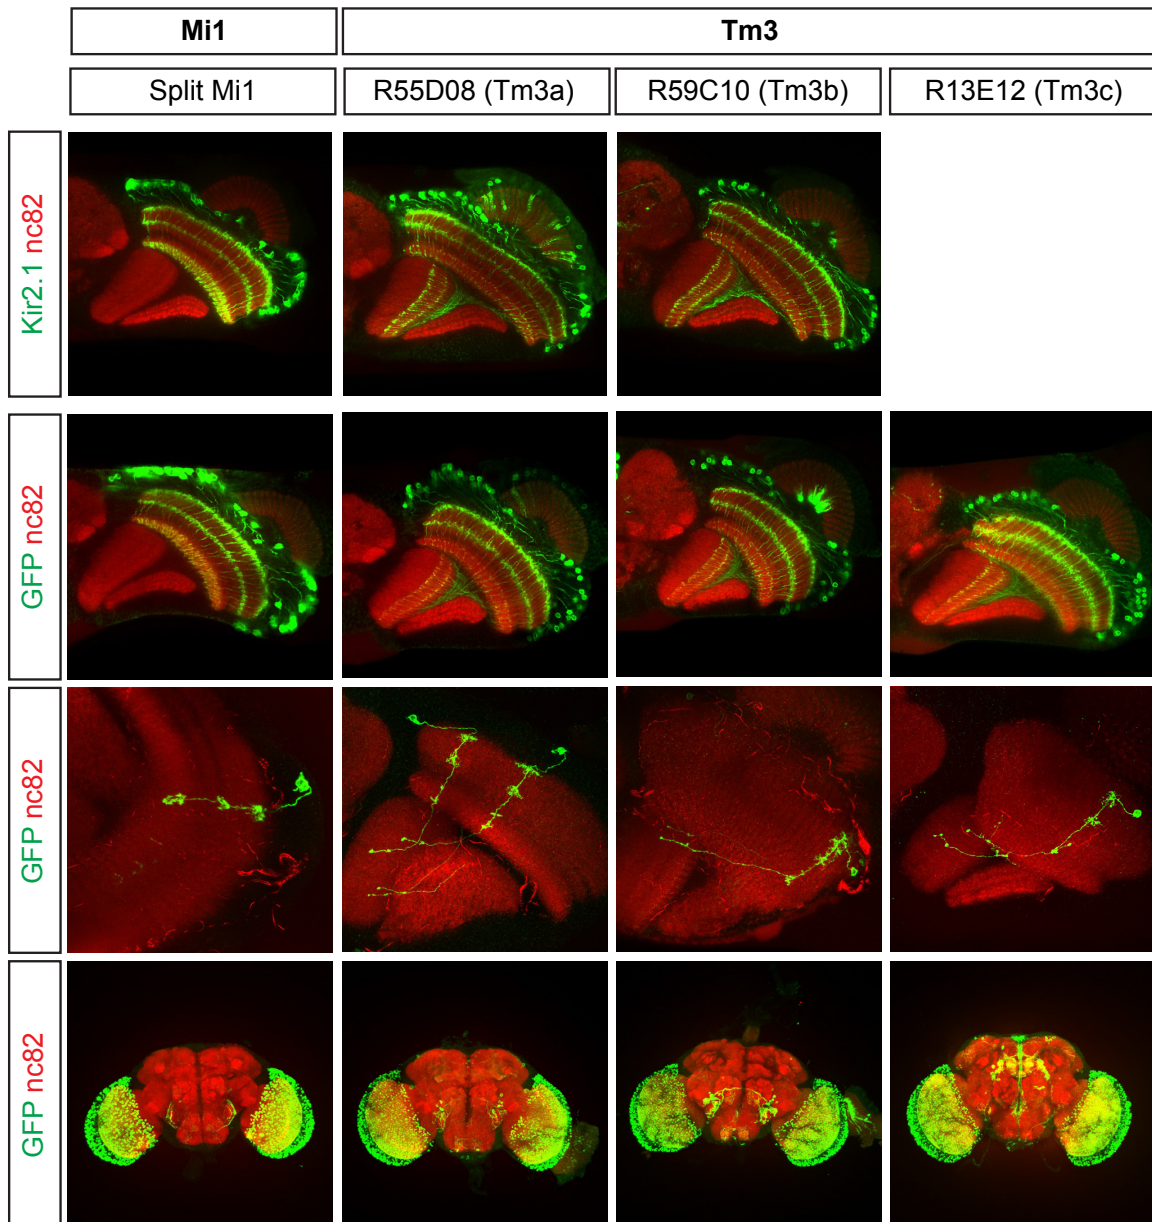 Mi1
Tm3
Split Mi1
R55D08 (Tm3a)
R59C10 (Tm3b)
R13E12 (Tm3c)
Kir2.1 nc82
GFP nc82
GFP nc82
GFP nc82